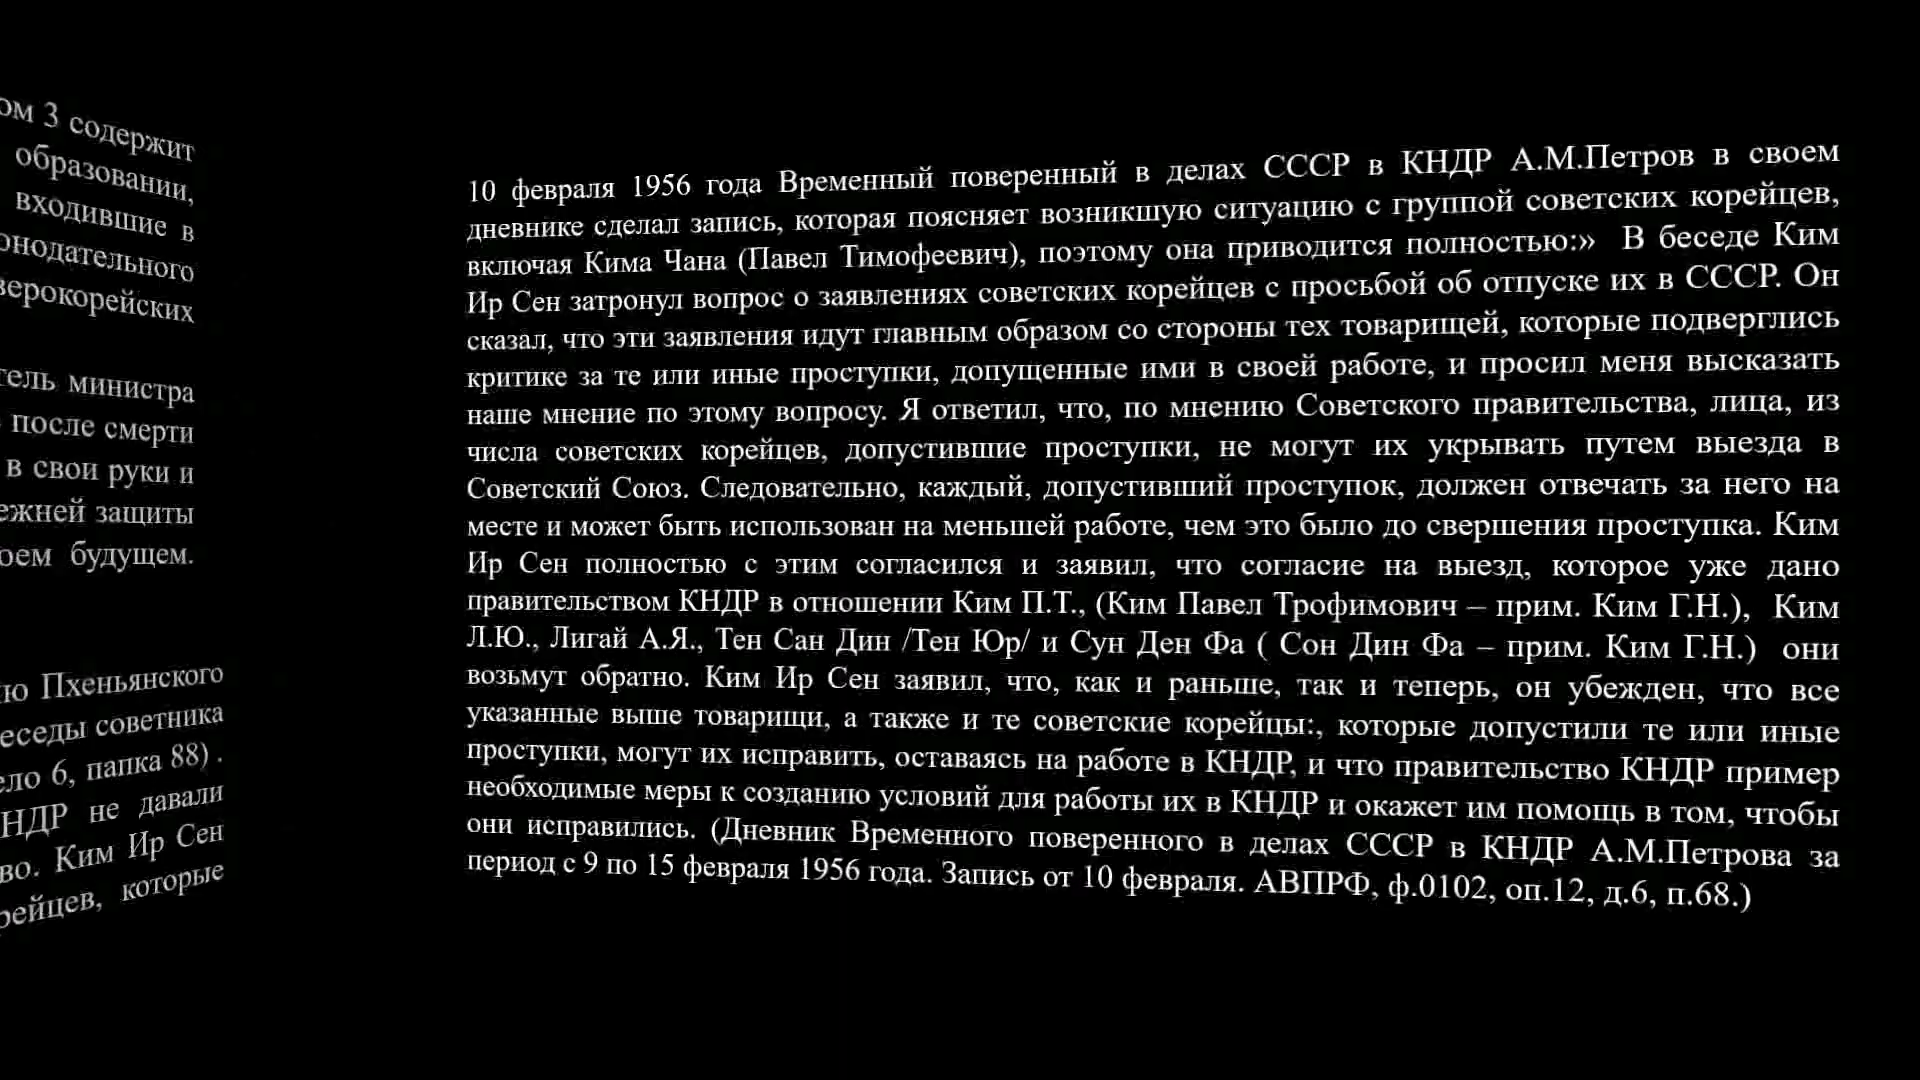 3 содержит
образовании,
входившие в
министра
после смерти
в свои руки и
защиты
будущем.
Пхеньянского
советника
6, папка 88) .
не давали
Ким Ир Сен
которые
10 февраля 1956 года Временный поверенный в делах СССР в КНДР А.М.Петров в своем
дневнике сделал запись, которая поясняет возникшую ситуацию с группой советских корейцев,
включая Кима Чана (Павел Тимофеевич), поэтому она приводится полностью:» В беседе Ким
Ир Сен затронул вопрос о заявлениях советских корейцев с просьбой об отпуске их в СССР. Он
сказал, что эти заявления идут главным образом со стороны тех товарищей, которые подверглись
критике за те или иные проступки, допущенные ими в своей работе, и просил меня высказать
наше мнение по этому вопросу. Я ответил, что, по мнению Советского правительства, лица, из
числа советских корейцев, допустившие проступки, не могут их укрывать путем выезда в
Советский Союз. Следовательно, каждый, допустивший проступок, должен отвечать за него на
месте и может быть использован на меньшей работе, чем это было до свершения проступка. Ким
Ир Сен полностью с этим согласился и заявил, что согласие на выезд, которое уже дано
правительством КНДР в отношении Ким П.Т., (Ким Павел Трофимович – прим. Ким Г.Н.), Ким
Л.Ю., Лигай А.Я., Тен Сан Дин /Тен Юр/ и Сун Ден Фа ( Сон Дин Фа – прим. Ким Г.Н.) они
возьмут обратно. Ким Ир Сен заявил, что, как и раньше, так и теперь, он убежден, что все
указанные выше товарищи, а также и те советские корейцы:, которые допустили те или иные
проступки, могут их исправить, оставаясь на работе в КНДР, и что правительство КНДР пример
необходимые меры к созданию условий для работы их в КНДР и окажет им помощь в том, чтобы
они исправились. (Дневник Временного поверенного в делах СССР в КНДР А.М.Петрова за
период с 9 по 15 февраля 1956 года. Запись от 10 февраля. АВПРФ, ф.0102, оп.12, д.6, п.68.)